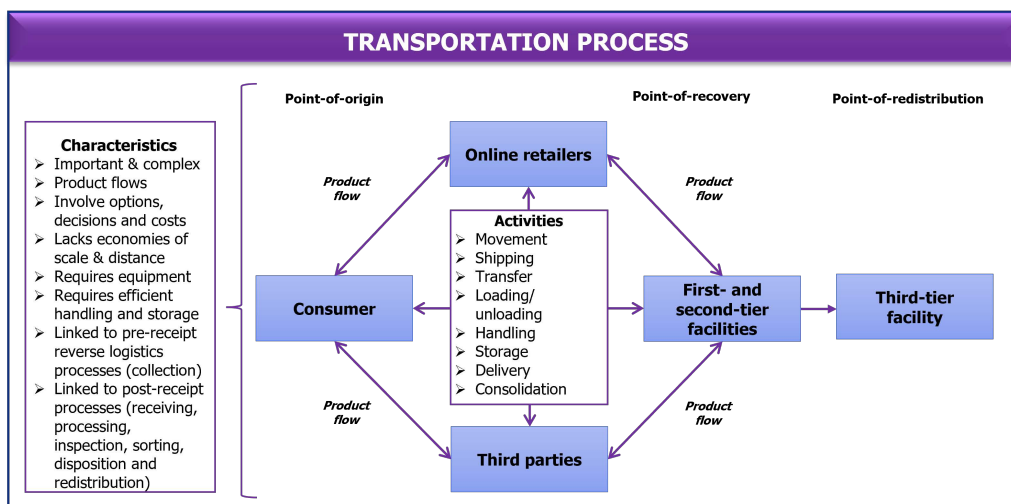 TRANSPORTATION PROCESS
Point-of-origin
Point-of-recovery
Point-of-redistribution
Characteristics
Important & complex
Product flows
Involve options,
decisions and costs
Lacks economies of
scale & distance
Requires equipment
Requires efficient
handling and storage
Linked to pre-receipt
reverse logistics
processes (collection)
Linked to post-receipt
processes (receiving,
processing,
inspection, sorting,
disposition and
redistribution)
Online retailers
Product
flow
Product
flow
Activities
Movement
Shipping
Transfer
Loading/
unloading
Handling
Storage
Delivery
Consolidation
Consumer
First- and
second-tier
facilities
Third-tier
facility
Product
flow
Product
flow
Third parties